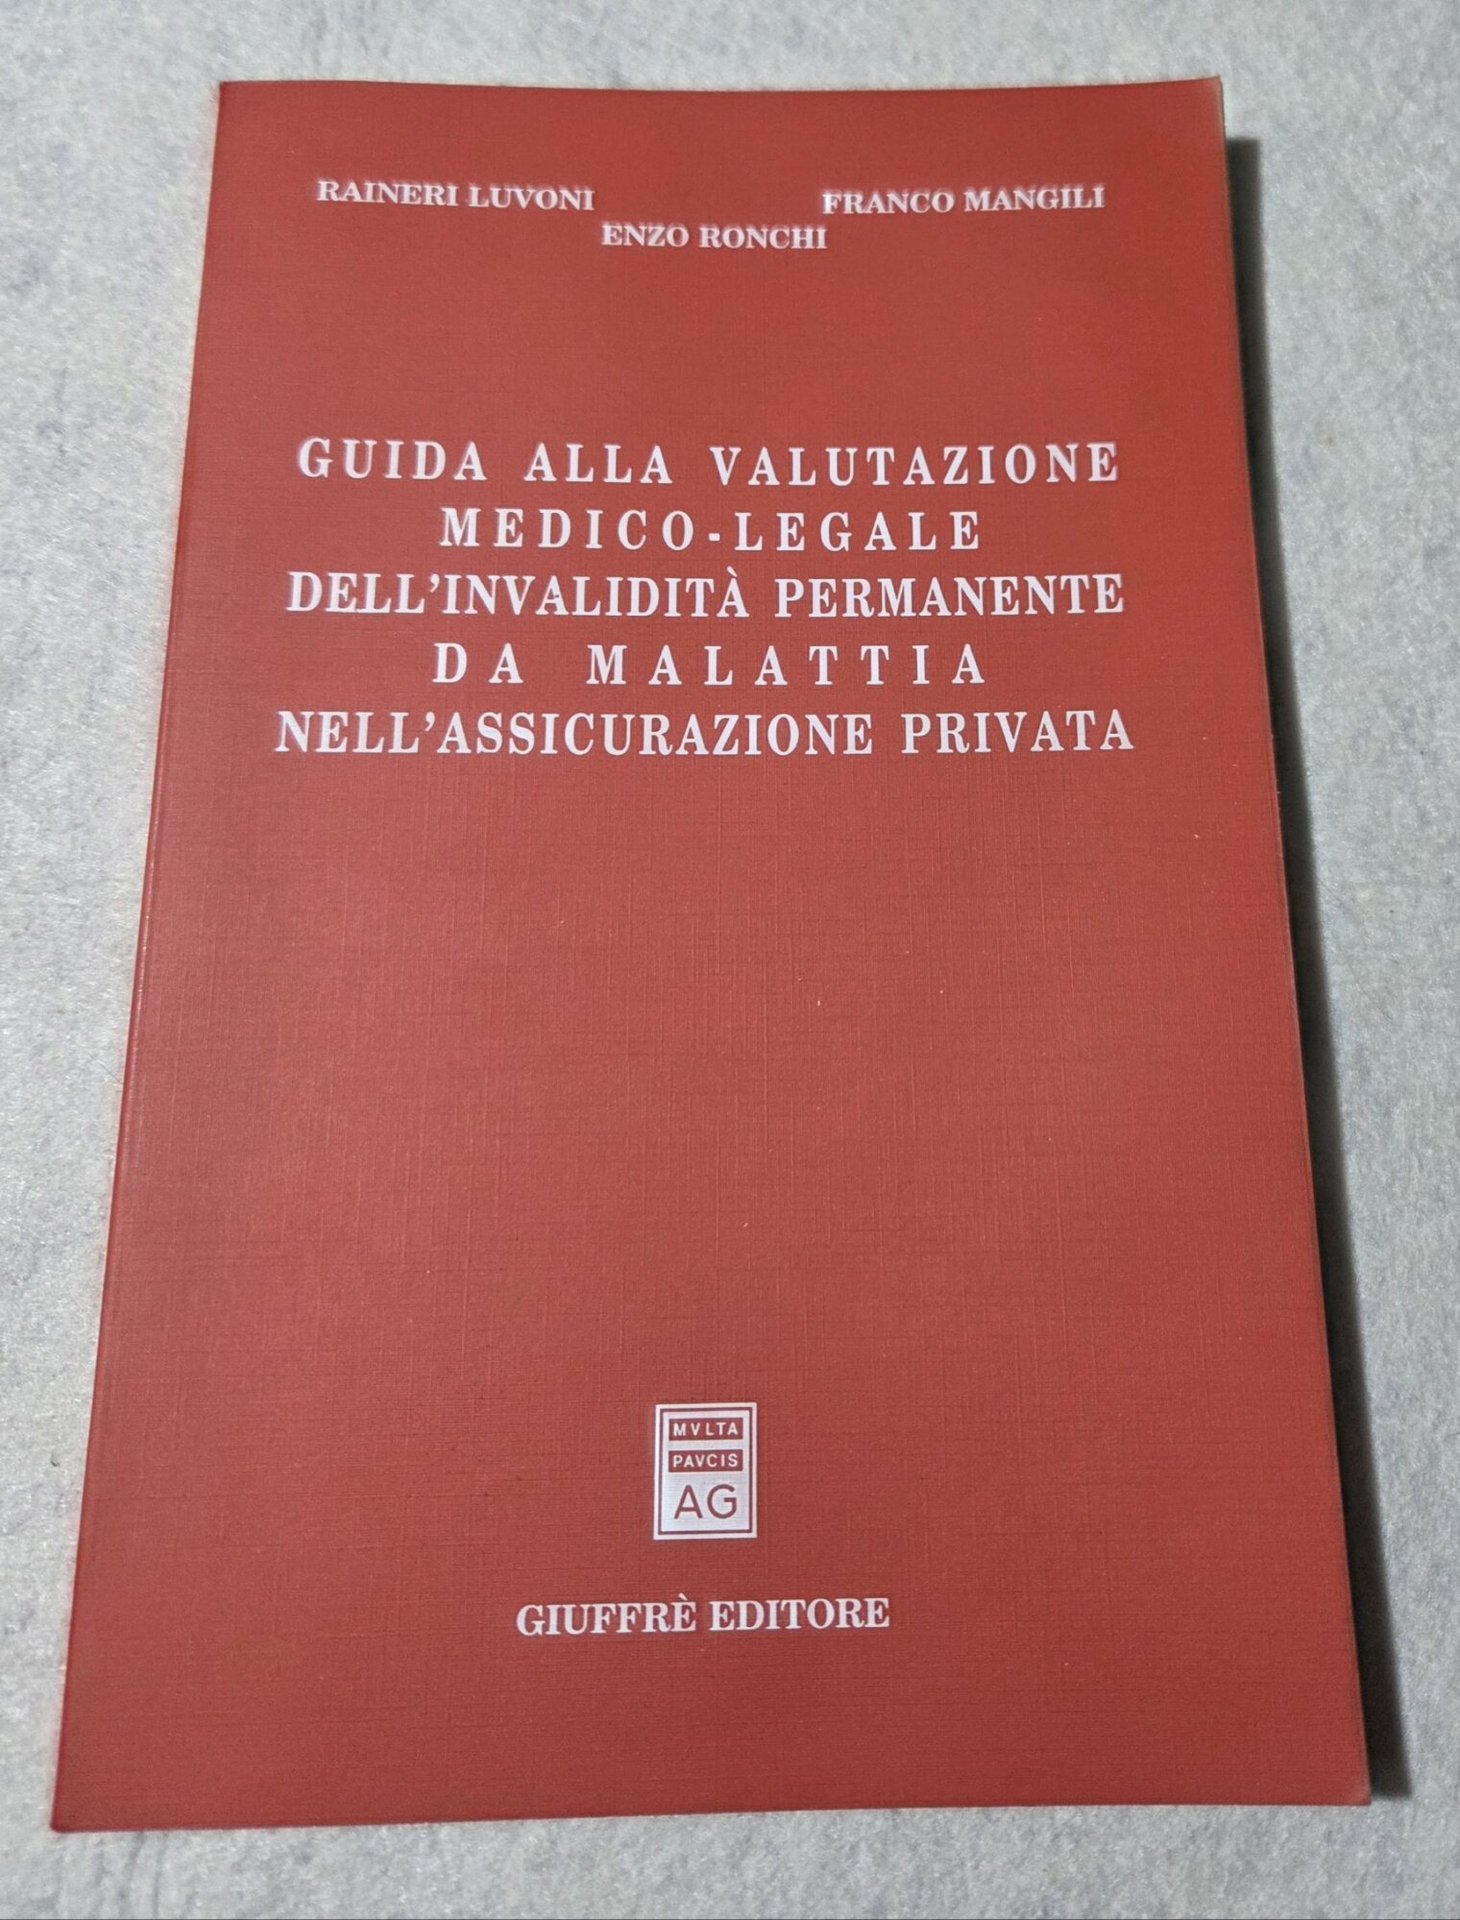 RAINERI LUVONI FRANCO MANGILI
ENZO RONCHI
GUIDA ALLA VALUTAZIONE
MEDICO-LEGALE
DELL'INVALIDITÀ PERMANENTE
DA MALATTIA
NELL'ASSICURAZIONE PRIVATA
MVLTA
PAVCIS
AG
GIUFFRÈ EDITORE